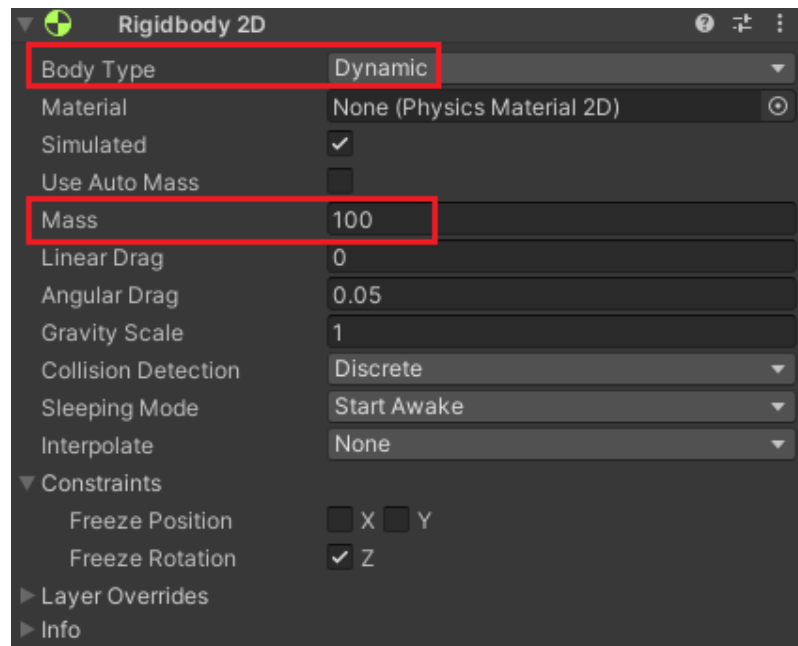 Rigidbody 2D
Body Type Dynamic
Material None (Physics Material 2D)
Simulated
Use Auto Mass
Mass 100
Linear Drag 0
Angular Drag 0.05
Gravity Scale 1
Collision Detection Discrete
Sleeping Mode Start Awake
Interpolate None
Constraints
Freeze Position X Y
Freeze Rotation Z
Layer Overrides
Info